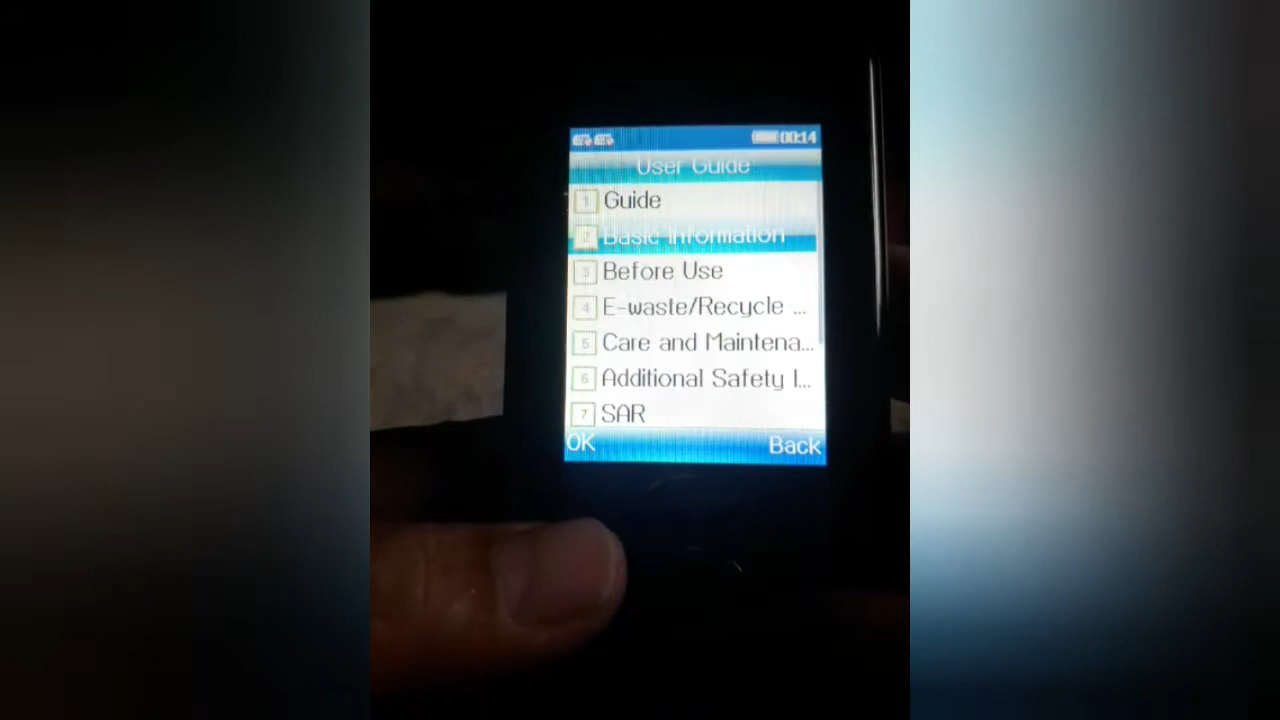 00:14
User Guide
1 Guide
2 Basic Information
3 Before Use
4 E-waste/Recycle ...
5 Care and Maintena...
6 Additional Safety I...
7 SAR
OK Back